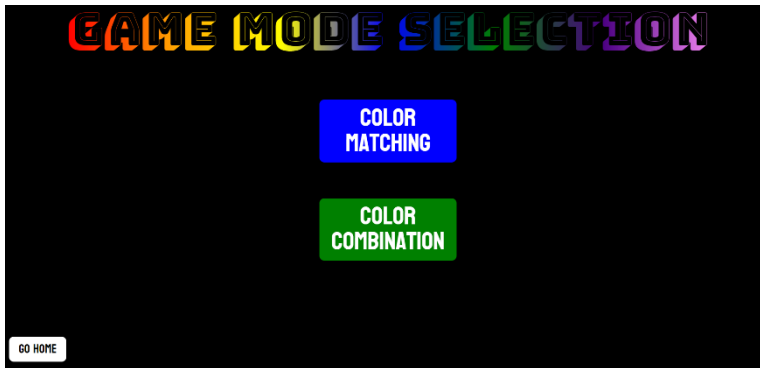 GAME MODE SELECTION
COLOR
MATCHING
COLOR
COMBINATION
GO HOME